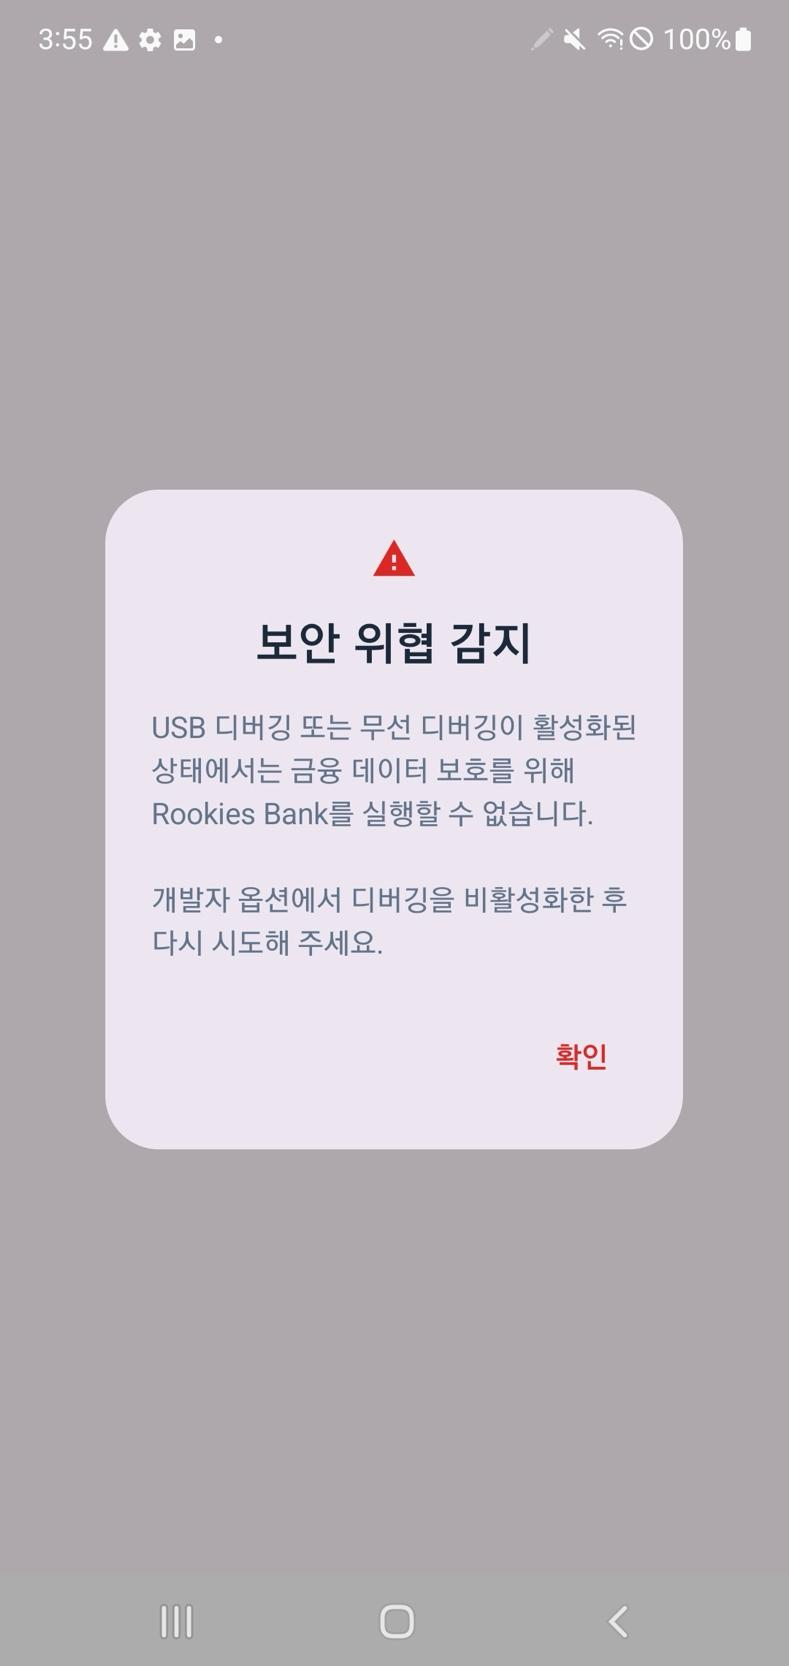 3:55
100%
보안 위협 감지
USB 디버깅 또는 무선 디버깅이 활성화된
상태에서는 금융 데이터 보호를 위해
Rookies Bank를 실행할 수 없습니다.
개발자 옵션에서 디버깅을 비활성화한 후
다시 시도해 주세요.
확인